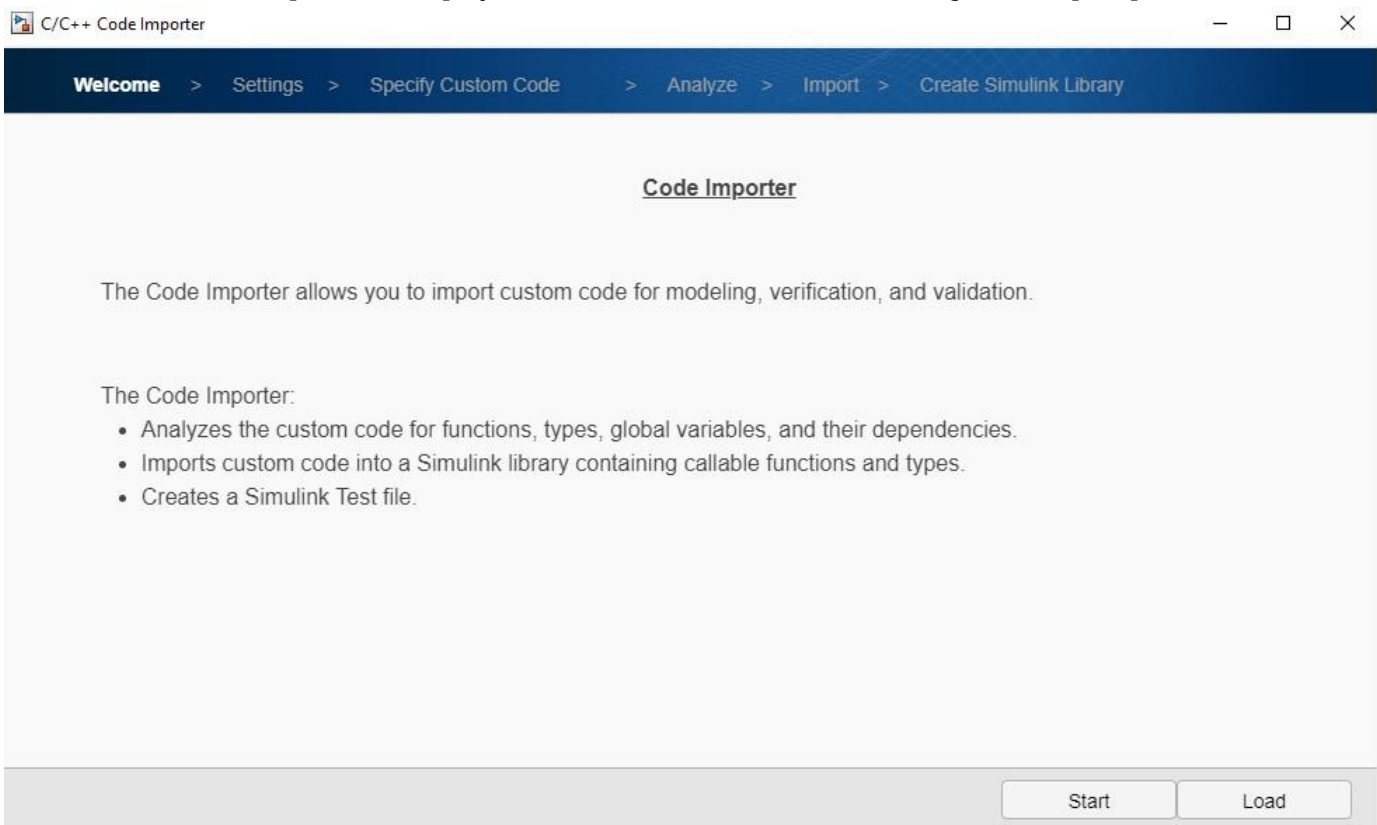 C/C++ Code Importer
Welcome > Settings > Specify Custom Code > Analyze > Import > Create Simulink Library
Code Importer
The Code Importer allows you to import custom code for modeling, verification, and validation.
The Code Importer:
• Analyzes the custom code for functions, types, global variables, and their dependencies.
• Imports custom code into a Simulink library containing callable functions and types.
• Creates a Simulink Test file.
Start Load